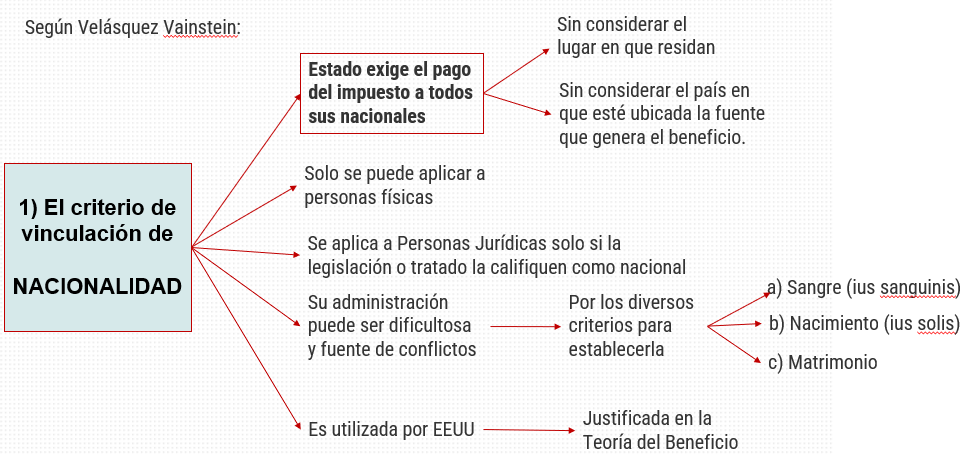 Según Velásquez Vainstein:
1) El criterio de
vinculación de
NACIONALIDAD
Estado exige el pago
del impuesto a todos
sus nacionales
Sin considerar el
lugar en que residan
Sin considerar el país en
que esté ubicada la fuente
que genera el beneficio.
Solo se puede aplicar a
personas físicas
Se aplica a Personas Jurídicas solo si la
legislación o tratado la califiquen como nacional
Su administración
puede ser dificultosa
y fuente de conflictos
Por los diversos
criterios para
establecerla
a) Sangre (ius sanguinis)
b) Nacimiento (ius solis)
c) Matrimonio
Es utilizada por EEUU
Justificada en la
Teoría del Beneficio